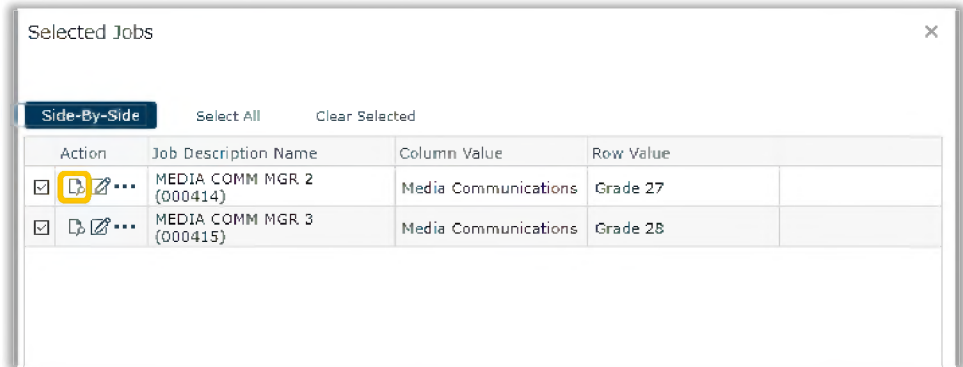 Selected Jobs
Side-By-Side Select All Clear Selected
Action Job Description Name Column Value Row Value
MEDIA COMM MGR 2 (000414) Media Communications Grade 27
MEDIA COMM MGR 3 (000415) Media Communications Grade 28